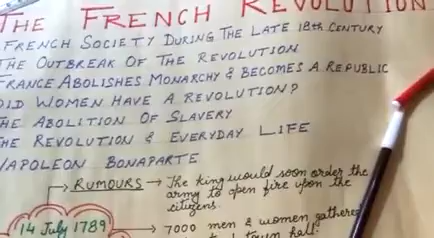 THE FRENCH REVOLUTION
FRENCH SOCIETY DURING THE LATE 18th CENTURY
THE OUTBREAK OF THE REVOLUTION
FRANCE ABOLISHES MONARCHY & BECOMES A REPUBLIC
DID WOMEN HAVE A REVOLUTION?
THE ABOLITION OF SLAVERY
THE REVOLUTION & EVERYDAY LIFE
NAPOLEON BONAPARTE
RUMOURS → The king would soon order the
army to open fire upon the
citizens.
14 July 1789 → 7000 men & women gathered
town hall